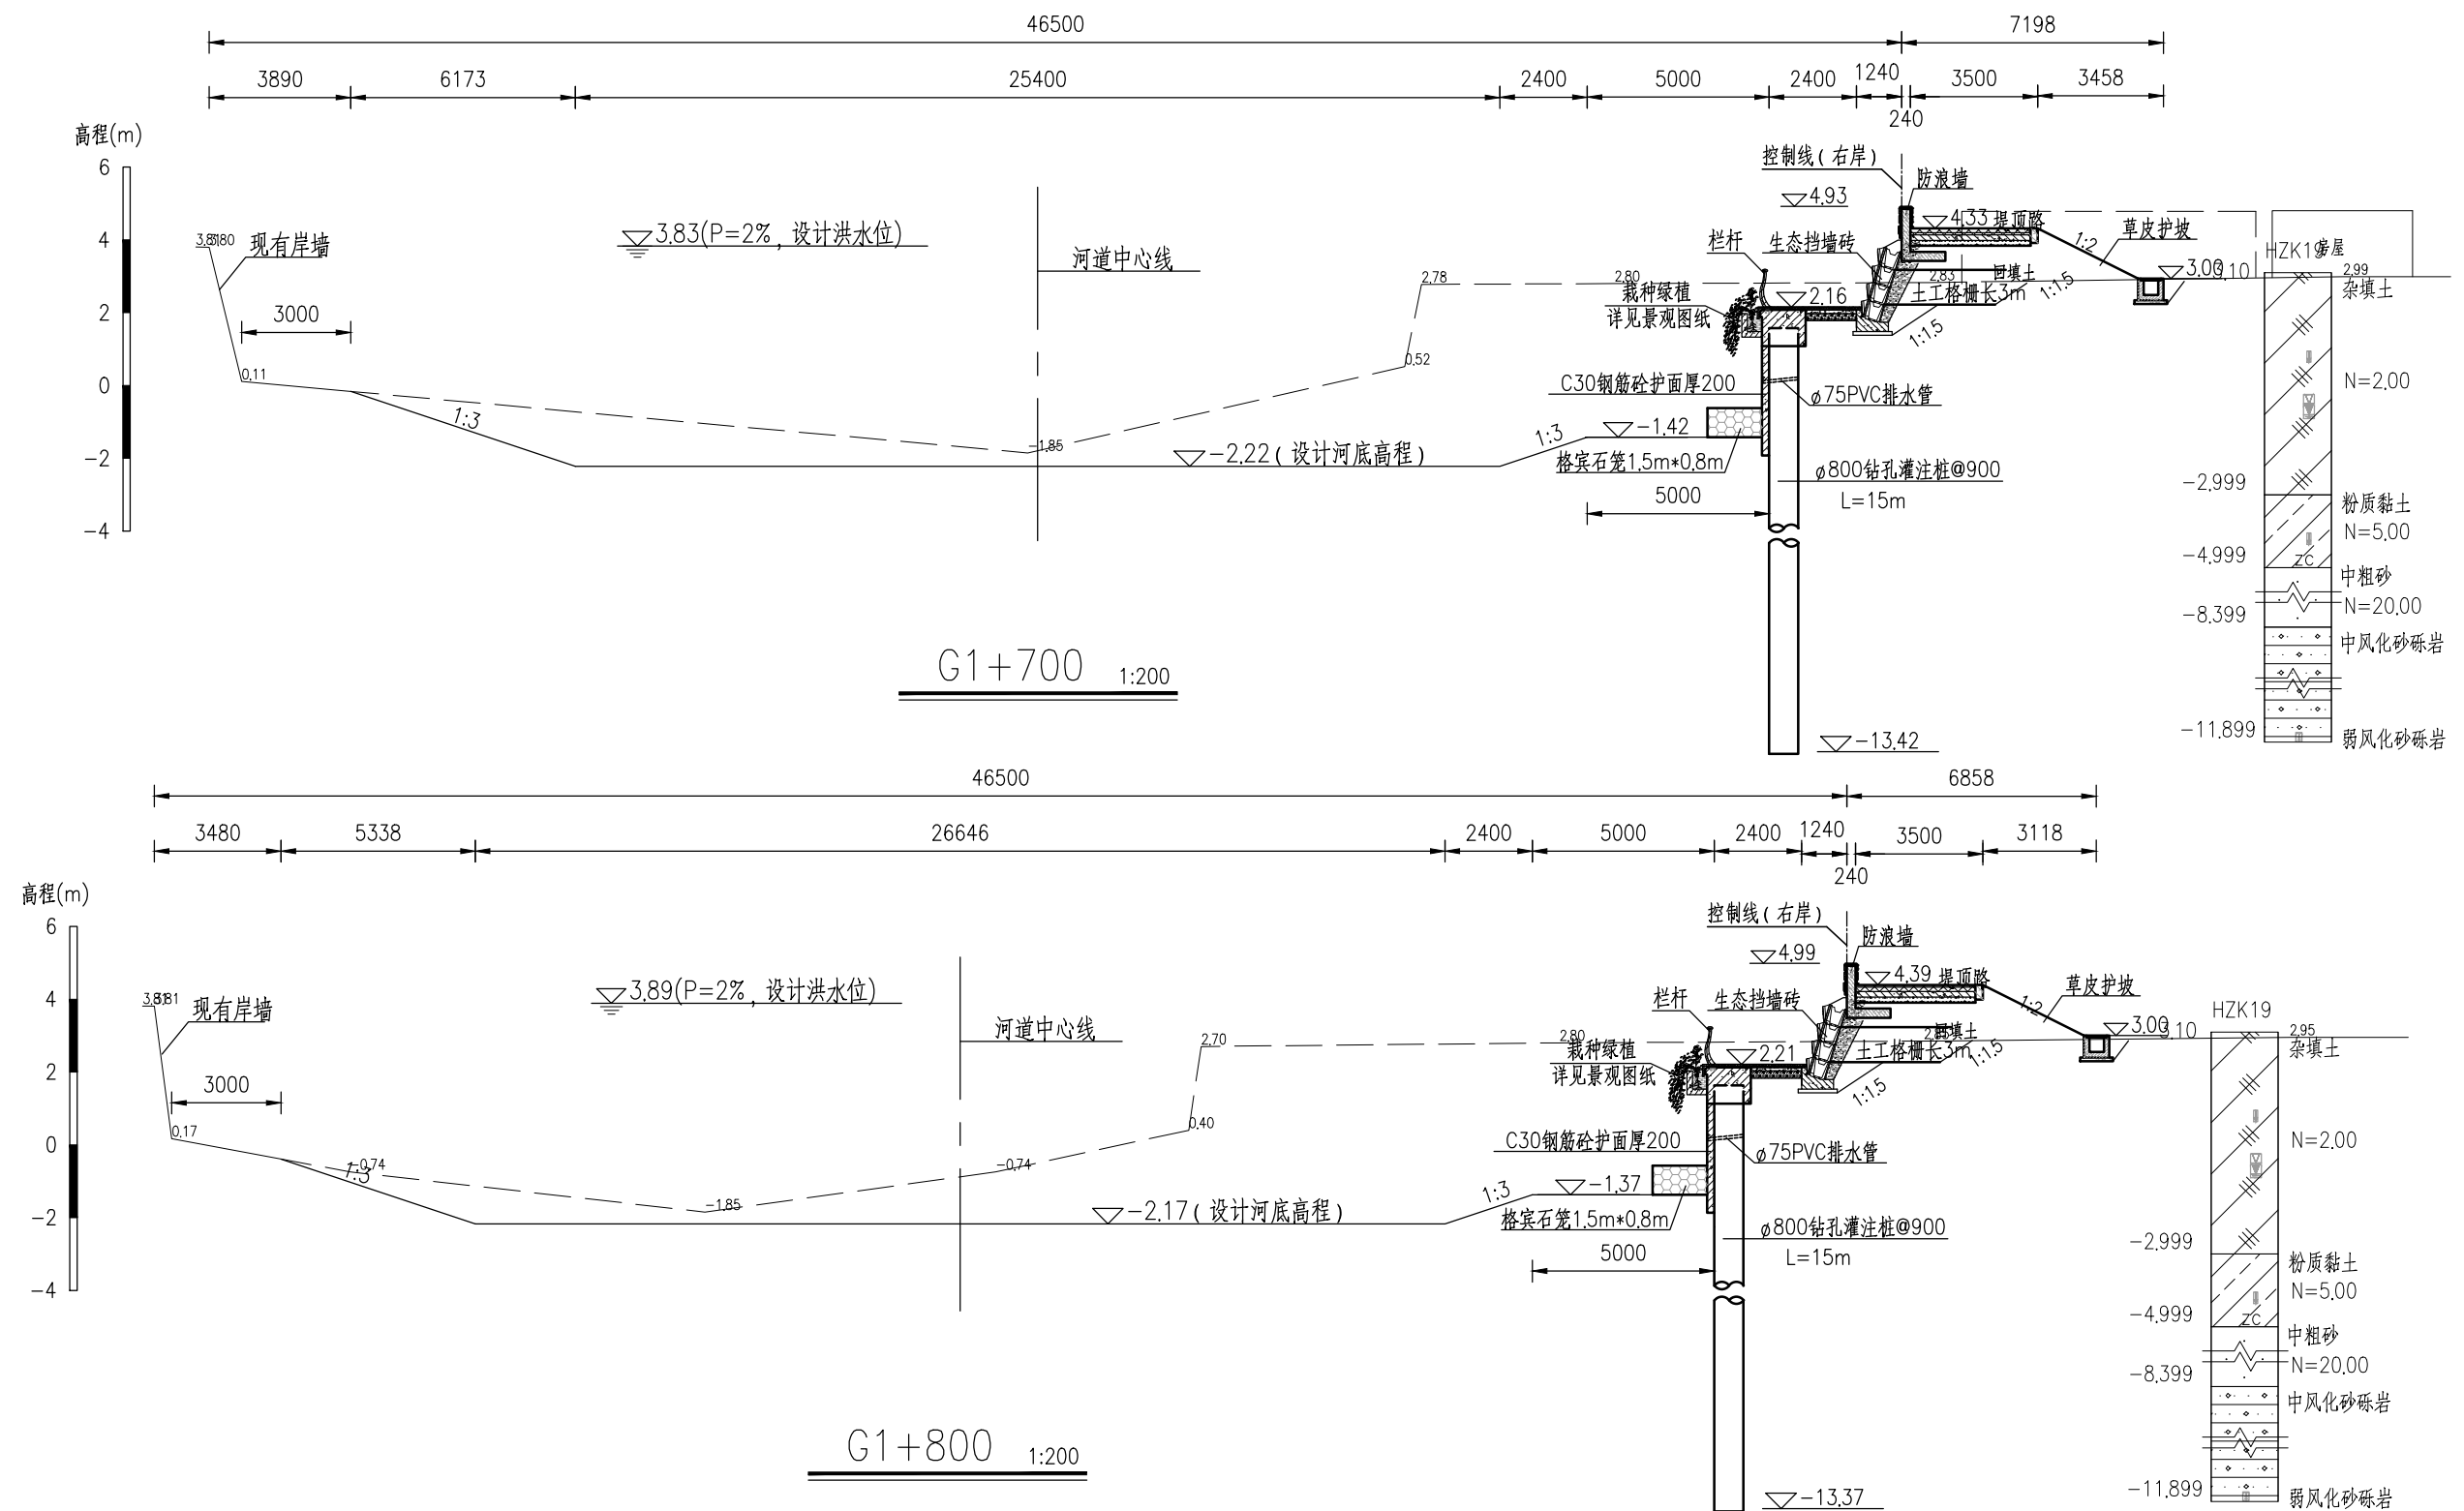 46500
7198
3890
6173
25400
2400
5000
2400
1240
240
3500
3458
高程(m)
6
4
2
0
-2
-4
3.80
现有岸墙
3000
0.11
1:3
3.83(P=2%, 设计洪水位)
河道中心线
-1.85
-2.22(设计河底高程)
0.52
2.78
2.80
2.83
控制线(右岸)
防浪墙
4.93
4.33 堤顶路
草皮护坡
1:2
栏杆
生态挡墙砖
回填土
栽种绿植
详见景观图纸
2.16
土工格栅长3m
1:1.5
1:1.5
3.00
3.10
C30钢筋砼护面厚200
ϕ75PVC排水管
1:3
-1.42
格宾石笼1.5m*0.8m
5000
ϕ800钻孔灌注桩@900
L=15m
-13.42
HZK19
房屋
2.99
杂填土
N=2.00
-2.999
粉质黏土
N=5.00
-4.999
ZC
中粗砂
N=20.00
-8.399
中风化砂砾岩
-11.899
弱风化砂砾岩
G1+700 1:200
46500
6858
3480
5338
26646
2400
5000
2400
1240
240
3500
3118
高程(m)
6
4
2
0
-2
-4
3.81
现有岸墙
3000
0.17
1:3
-0.74
3.89(P=2%, 设计洪水位)
河道中心线
-1.85
-0.74
-2.17(设计河底高程)
0.40
2.70
2.80
控制线(右岸)
防浪墙
4.99
4.39 堤顶路
草皮护坡
1:2
栏杆
生态挡墙砖
回填土
栽种绿植
详见景观图纸
2.21
土工格栅长3m
1:1.5
1:1.5
3.00
3.10
C30钢筋砼护面厚200
ϕ75PVC排水管
1:3
-1.37
格宾石笼1.5m*0.8m
5000
ϕ800钻孔灌注桩@900
L=15m
-13.37
HZK19
2.95
杂填土
N=2.00
-2.999
粉质黏土
N=5.00
-4.999
ZC
中粗砂
N=20.00
-8.399
中风化砂砾岩
-11.899
弱风化砂砾岩
G1+800 1:200